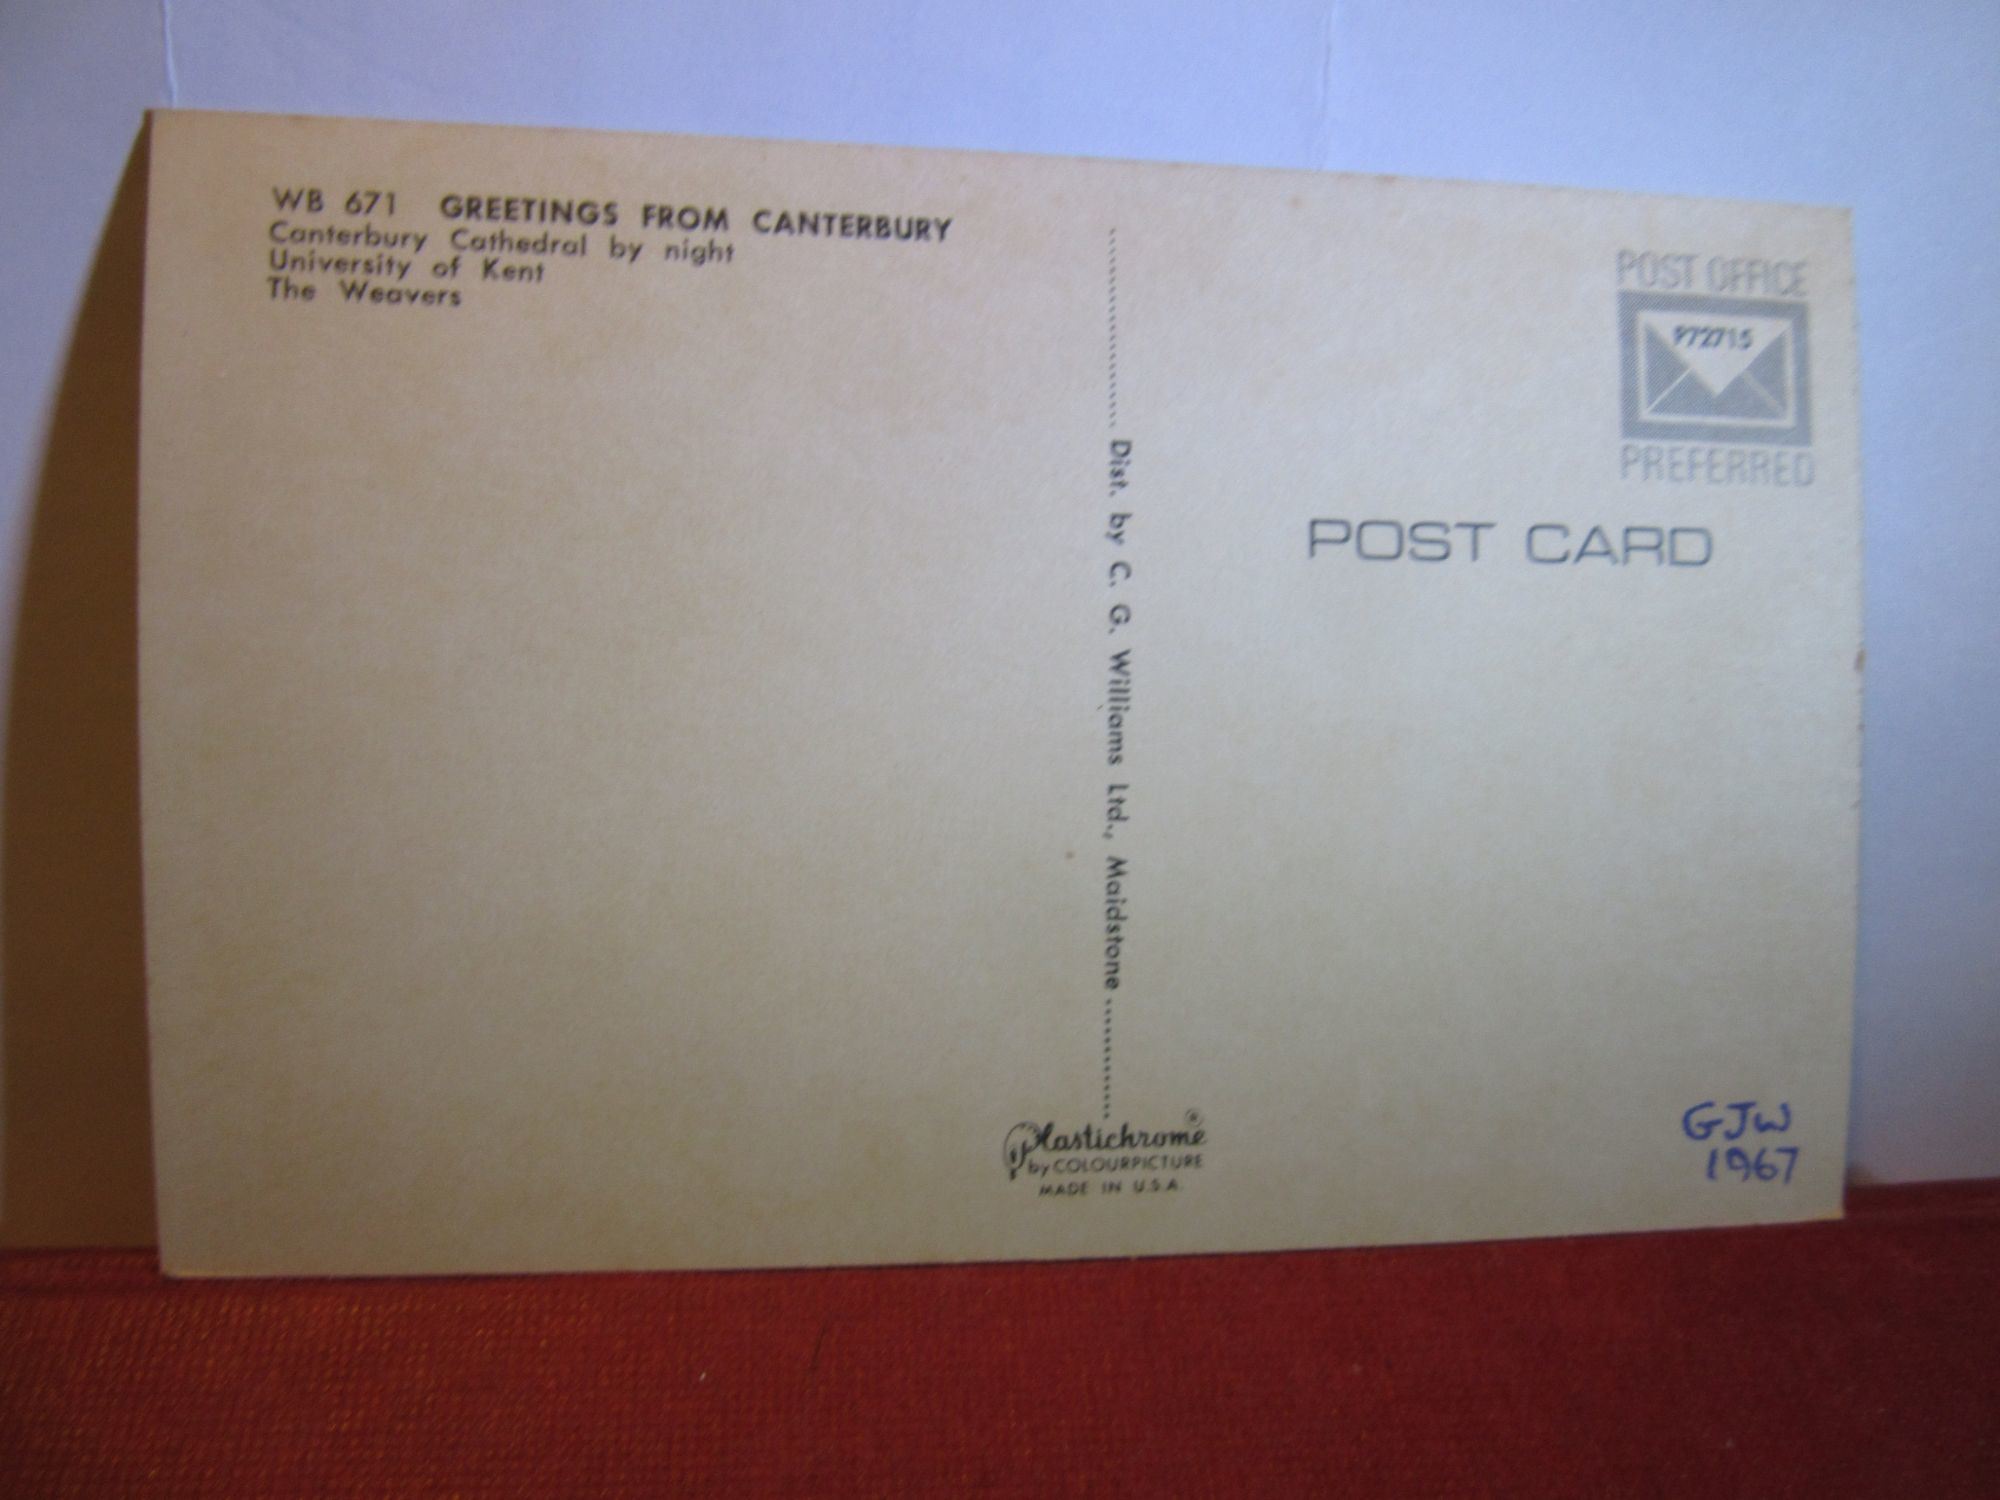 WB 671 GREETINGS FROM CANTERBURY
Canterbury Cathedral by night
University of Kent
The Weavers
Dist. by C. G. Williams Ltd., Maidstone
Plastichrome ®
by COLOURPICTURE
MADE IN U.S.A.
POST OFFICE
P72715
PREFERRED
POST CARD
GJW
1967